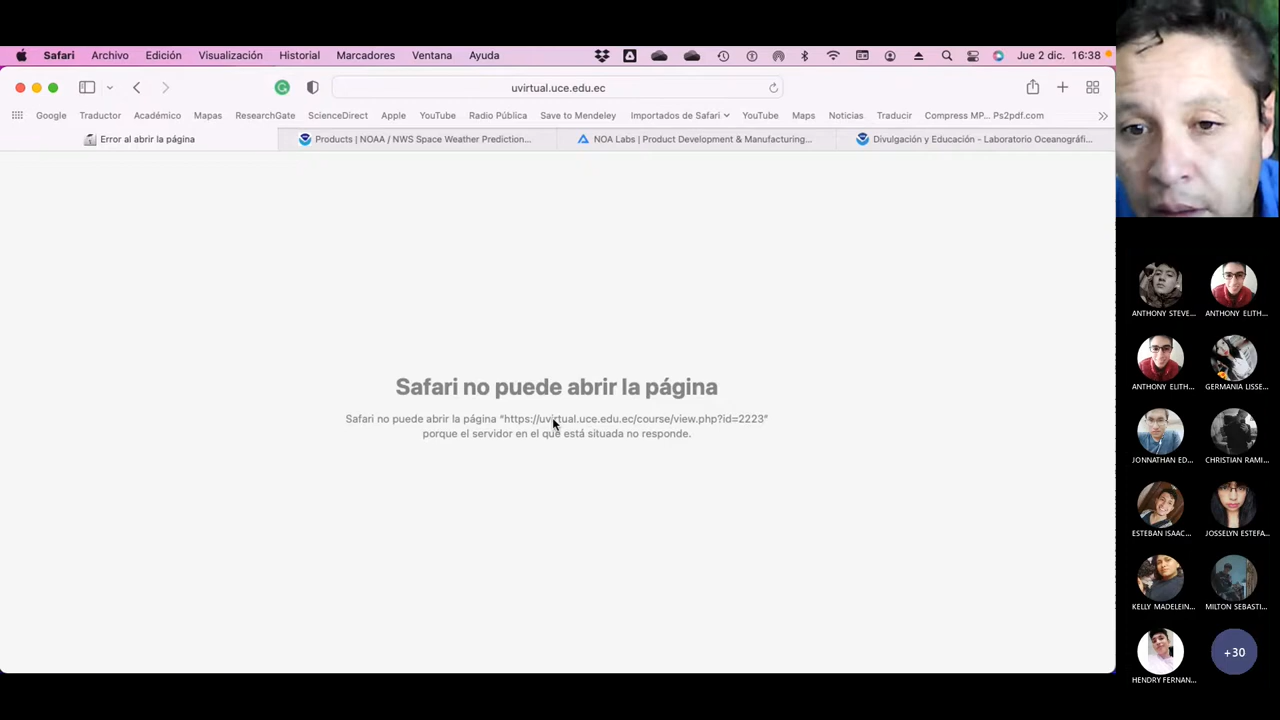 Safari Archivo Edición Visualización Historial Marcadores Ventana Ayuda Jue 2 dic. 16:38
uvirtual.uce.edu.ec
Google Traductor Académico Mapas ResearchGate ScienceDirect Apple YouTube Radio Pública Save to Mendeley Importados de Safari YouTube Maps Noticias Traducir Compress MP... Ps2pdf.com
Error al abrir la página Products | NOAA / NWS Space Weather Prediction... NOA Labs | Product Development & Manufacturing... Divulgación y Educación - Laboratorio Oceanográfi...
Safari no puede abrir la página
Safari no puede abrir la página "https://uvirtual.uce.edu.ec/course/view.php?id=2223"
porque el servidor en el que está situada no responde.
ANTHONY STEVE... ANTHONY ELITH...
ANTHONY ELITH... GERMANIA LISSE...
JONNATHAN ED... CHRISTIAN RAMI...
ESTEBAN ISAAC... JOSSELYN ESTEFA...
KELLY MADELEIN... MILTON SEBASTI...
+30
HENDRY FERNAN...